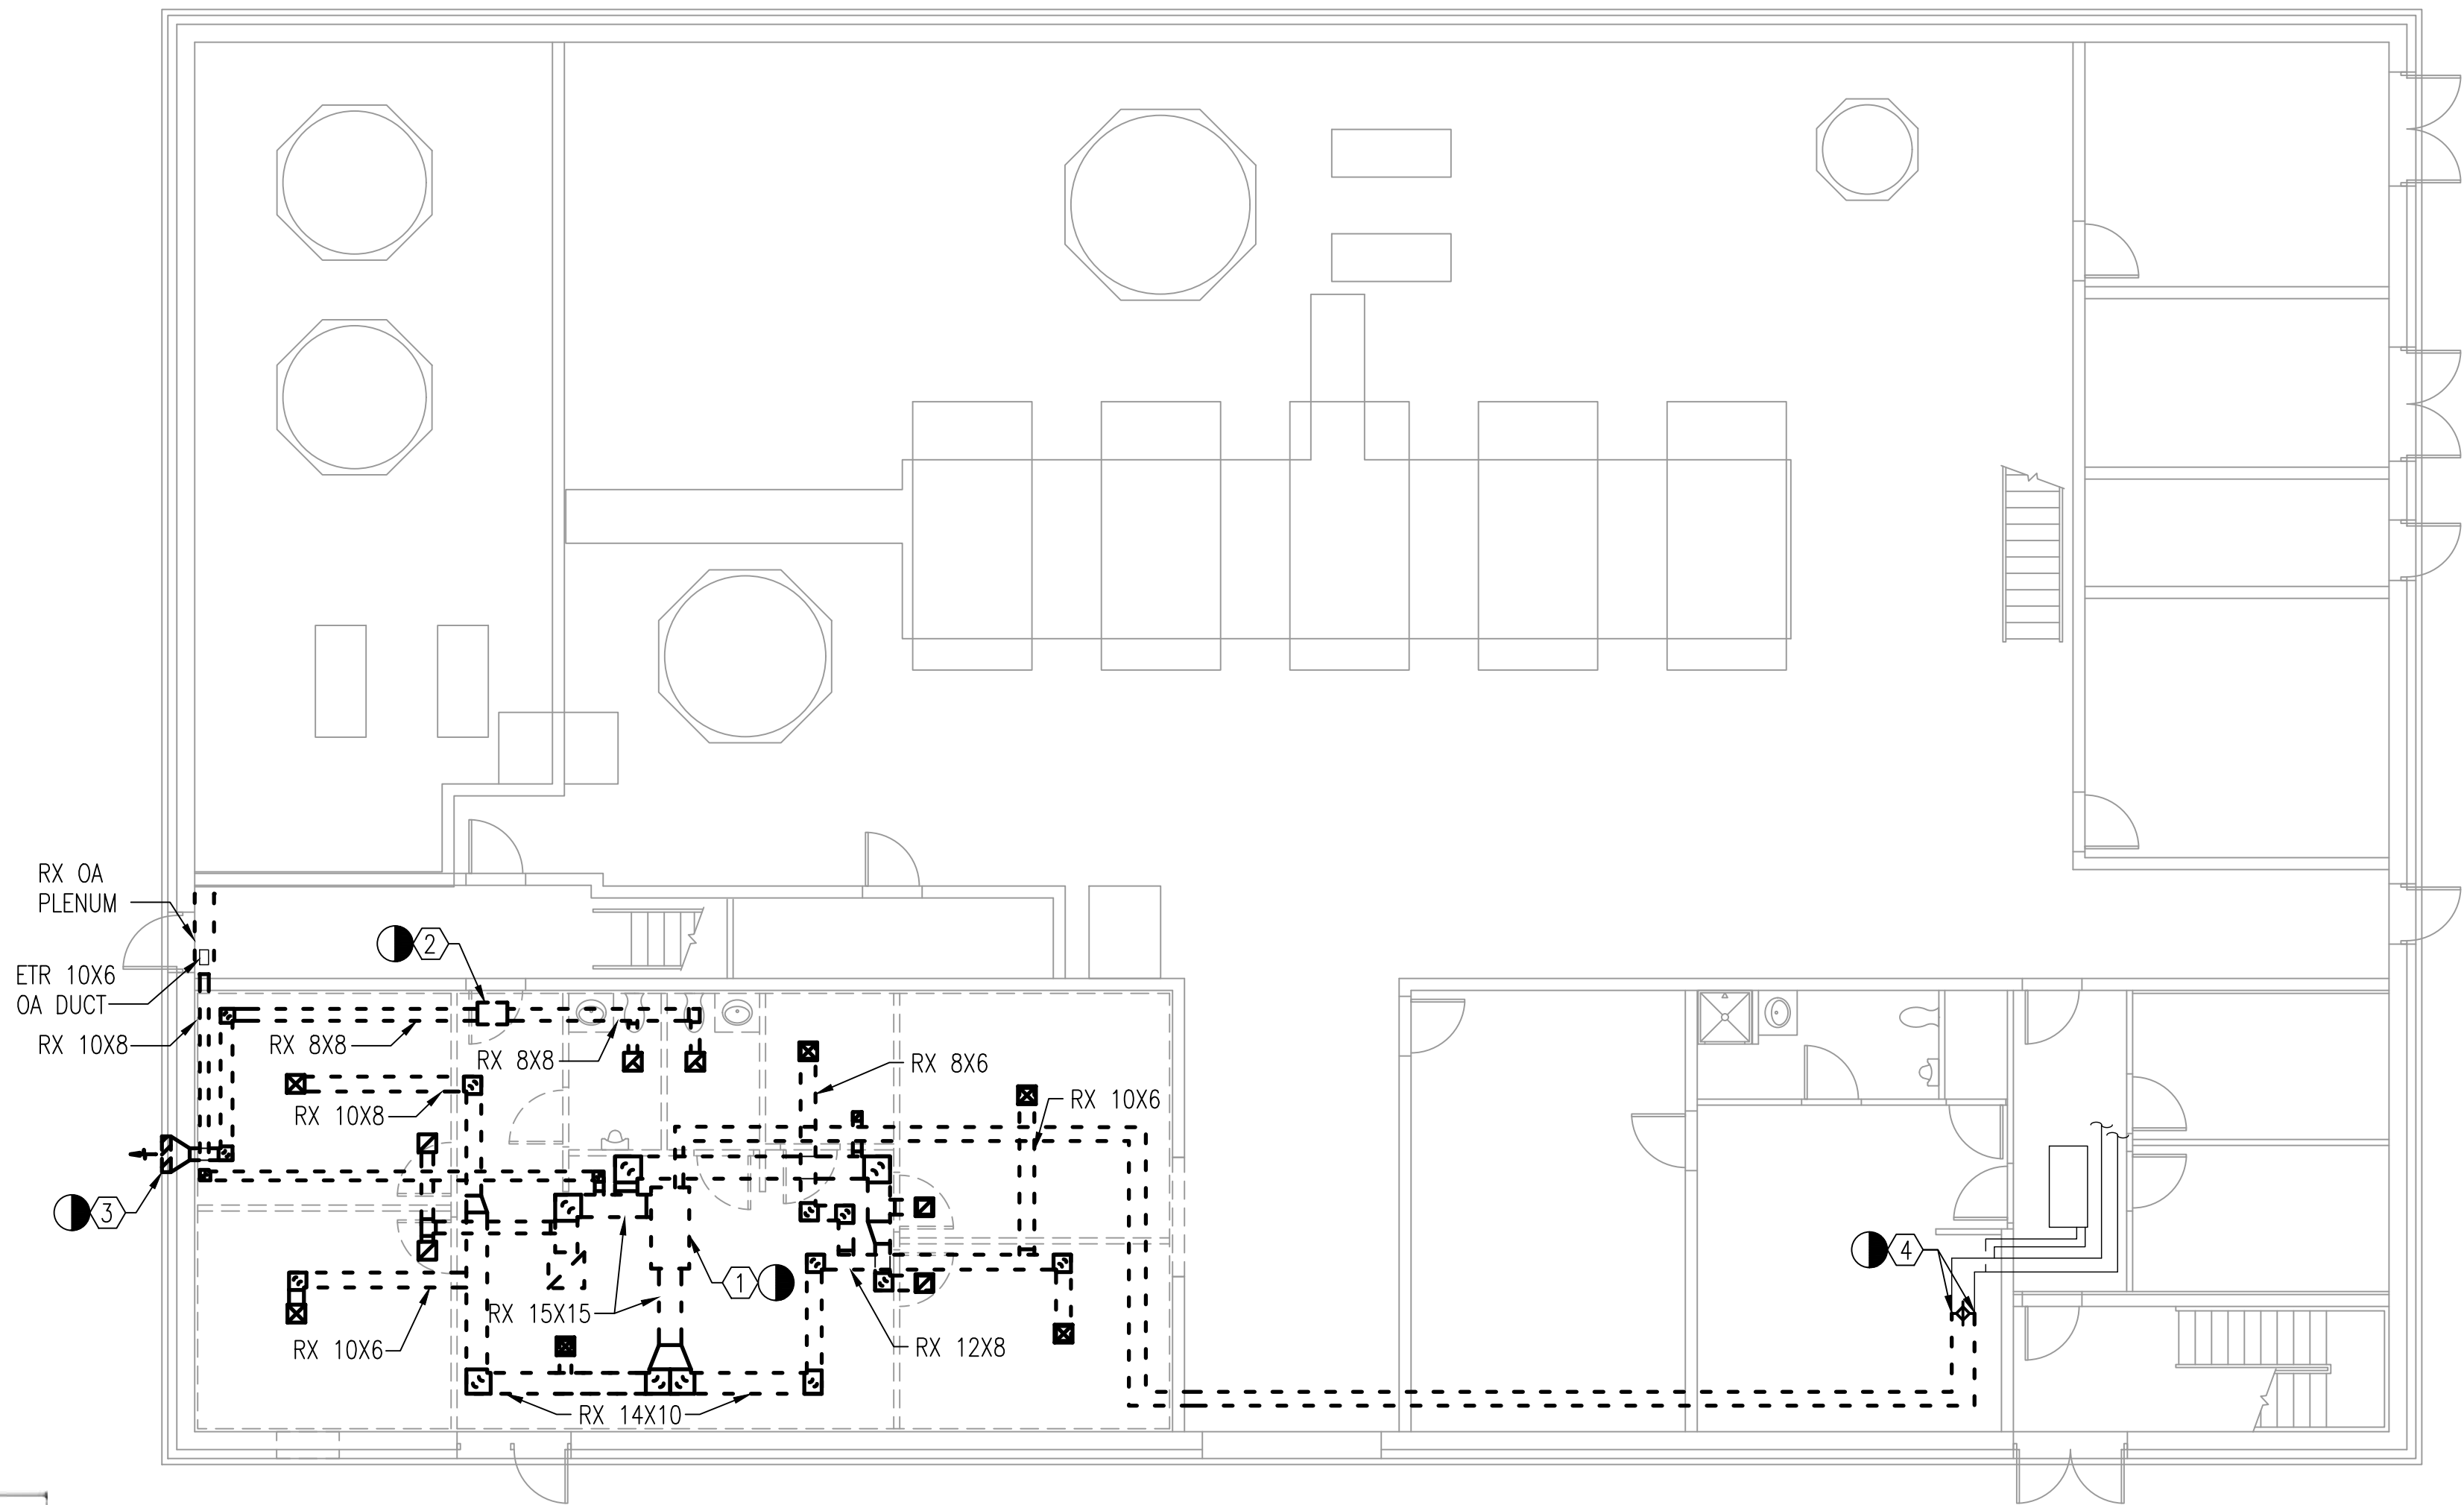 RX OA
PLENUM
2
ETR 10X6
OA DUCT
RX 10X8
RX 8X8
RX 8X8
RX 8X6
RX 10X6
RX 10X8
3
4
1
RX 15X15
RX 10X6
RX 12X8
RX 14X10